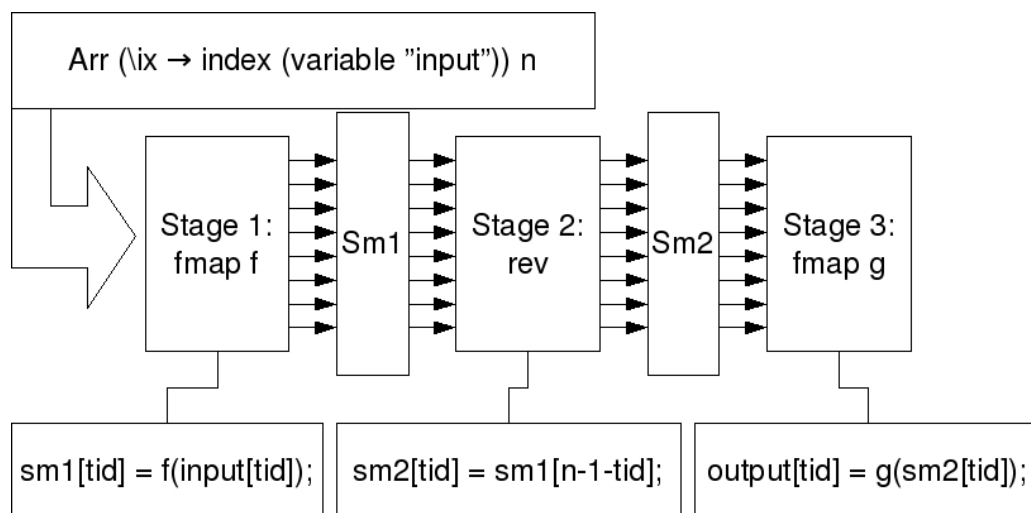 Arr (\ix → index (variable ”input”)) n
Stage 1:
fmap f
Sm1
Stage 2:
rev
Sm2
Stage 3:
fmap g
sm1[tid] = f(input[tid]);
sm2[tid] = sm1[n-1-tid];
output[tid] = g(sm2[tid]);